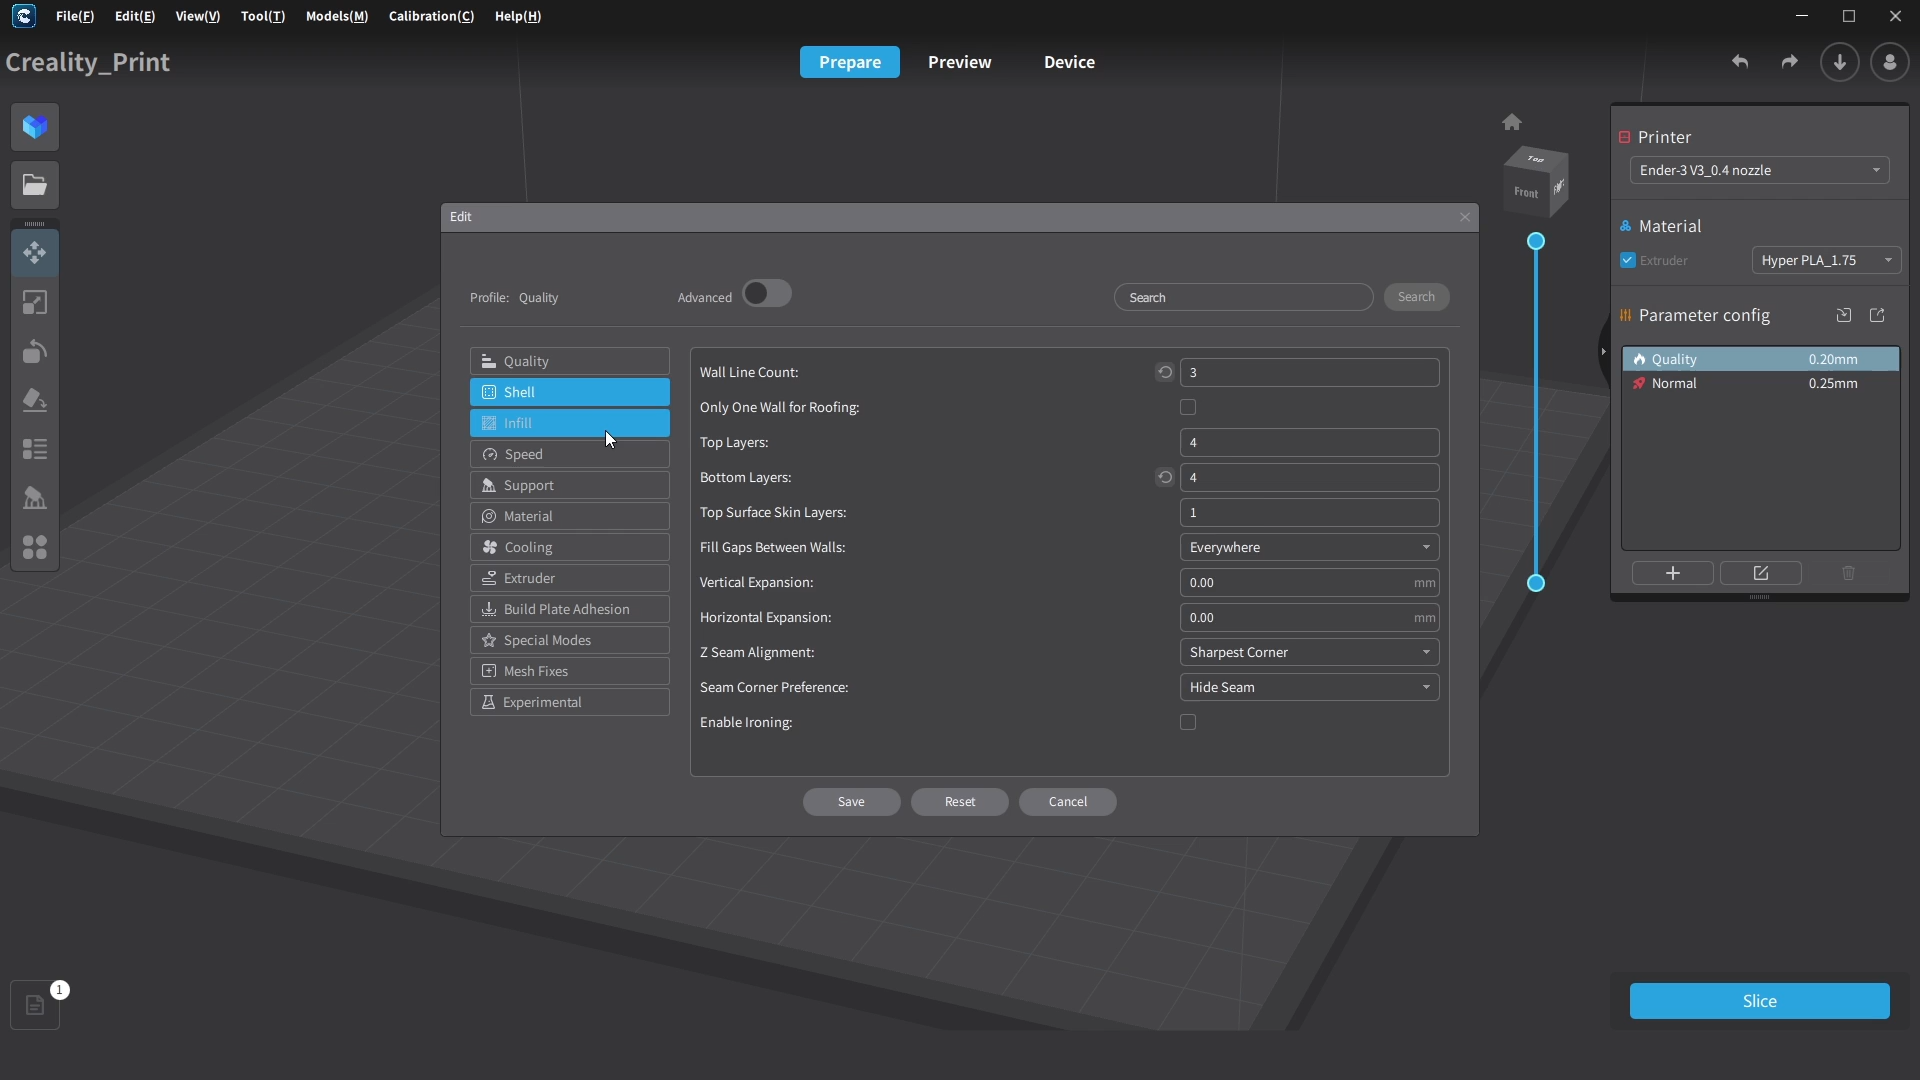 File(F) Edit(E) View(V) Tool(T) Models(M) Calibration(C) Help(H)
Creality_Print
Prepare Preview Device
Top
Front
Printer
Ender-3 V3_0.4 nozzle
Material
Extruder Hyper PLA_1.75
Parameter config
Quality 0.20mm
Normal 0.25mm
Edit
Profile: Quality Advanced Search Search
Quality
Shell
Infill
Speed
Support
Material
Cooling
Extruder
Build Plate Adhesion
Special Modes
Mesh Fixes
Experimental
Wall Line Count: 3
Only One Wall for Roofing:
Top Layers: 4
Bottom Layers: 4
Top Surface Skin Layers: 1
Fill Gaps Between Walls: Everywhere
Vertical Expansion: 0.00 mm
Horizontal Expansion: 0.00 mm
Z Seam Alignment: Sharpest Corner
Seam Corner Preference: Hide Seam
Enable Ironing:
Save Reset Cancel
1
Slice